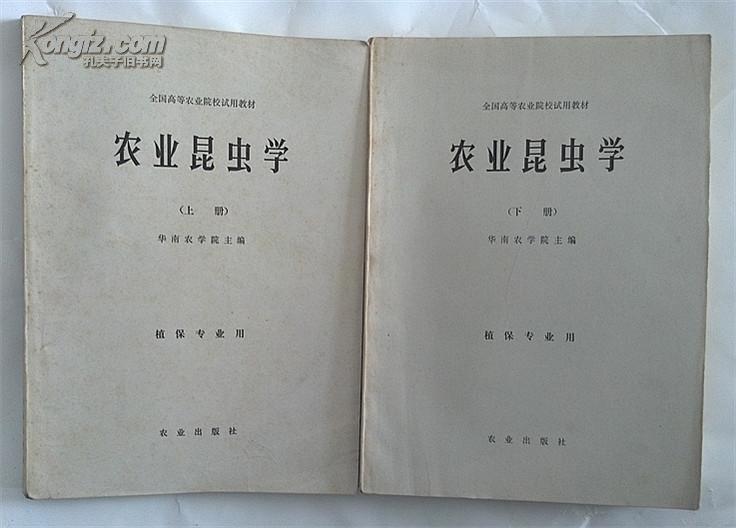 Kongfz.com
孔夫子旧书网
全国高等农业院校试用教材
农业昆虫学
（上 册）
华南农学院主编
植保专业用
农业出版社
全国高等农业院校试用教材
农业昆虫学
（下 册）
华南农学院主编
植保专业用
农业出版社